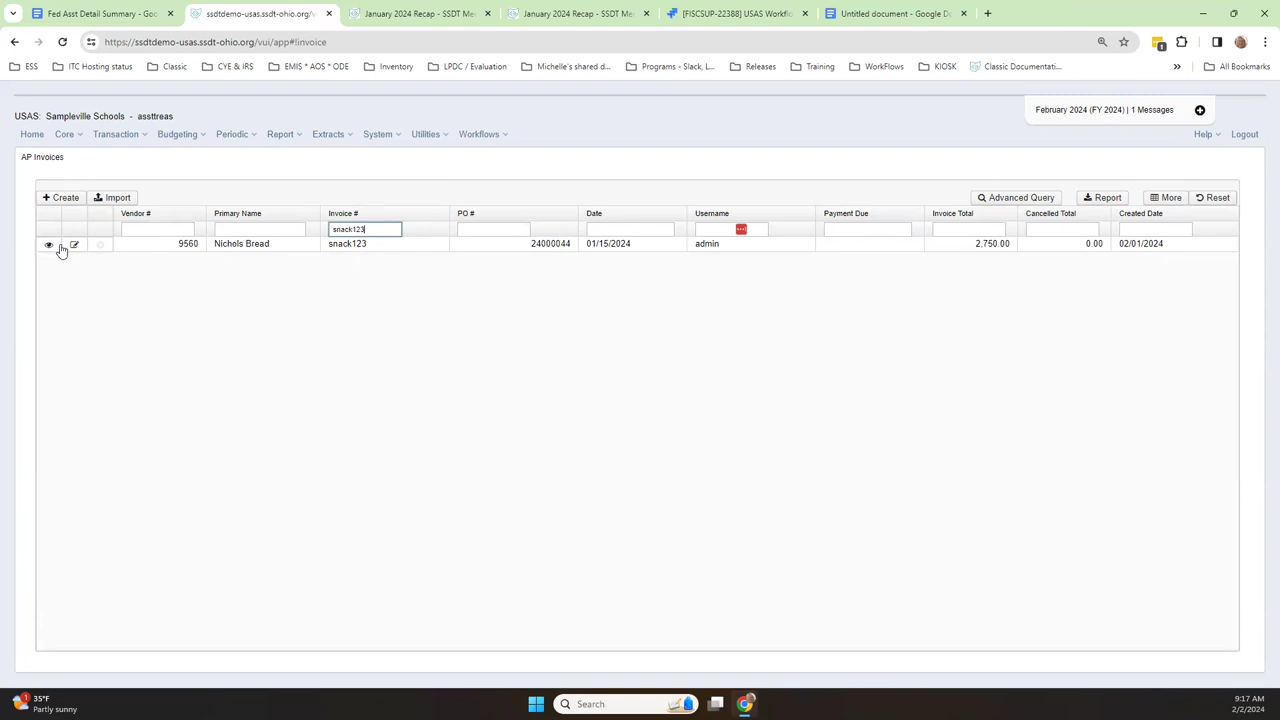 Fed Asst Detail Summary - Goo
ssdtdemo-usas.ssdt-ohio.org/v
January 2024 Recap - SSDT Me
January 2024 Recap - SSDT Me
[FISCSUP-22388] USAS Workflo
Untitled document - Google Do
https://ssdtdemo-usas.ssdt-ohio.org/vui/app#!invoice
1
ESS
ITC Hosting status
Classic
CYE & IRS
EMIS * AOS * ODE
Inventory
LPDC / Evaluation
Michelle's shared d...
Programs - Slack, L...
Releases
Training
WorkFlows
KIOSK
Classic Documentati...
All Bookmarks
February 2024 (FY 2024) | 1 Messages
USAS: Sampleville Schools - assttreas
Home Core Transaction Budgeting Periodic Report Extracts System Utilities Workflows Help Logout
AP Invoices
Create Import Advanced Query Report More Reset
Vendor # Primary Name Invoice # PO # Date Username Payment Due Invoice Total Cancelled Total Created Date
snack123
9560 Nichols Bread snack123 24000044 01/15/2024 admin 2,750.00 0.00 02/01/2024
1
35°F
Partly sunny
Search
9:17 AM
2/2/2024